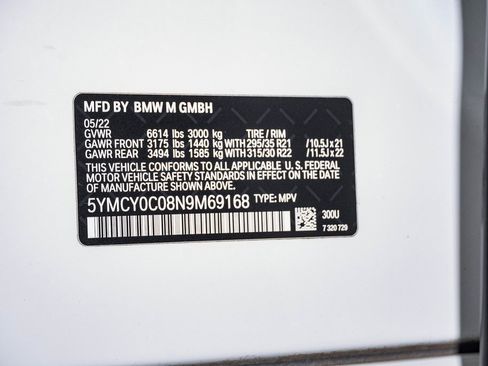 MFD BY BMW M GMBH
05/22
GVWR 6614 lbs 3000 kg TIRE / RIM
GAWR FRONT 3175 lbs 1440 kg WITH 295/35 R21 /10.5J x 21
GAWR REAR 3494 lbs 1585 kg WITH 315/30 R22 /11.5J x 22
THIS VEHICLE CONFORMS TO ALL APPLICABLE U.S. FEDERAL
MOTOR VEHICLE SAFETY STANDARDS IN EFFECT ON THE DATE
OF MANUFACTURE SHOWN ABOVE.
5YMCY0C08N9M69168 TYPE: MPV
300U
7 320 729